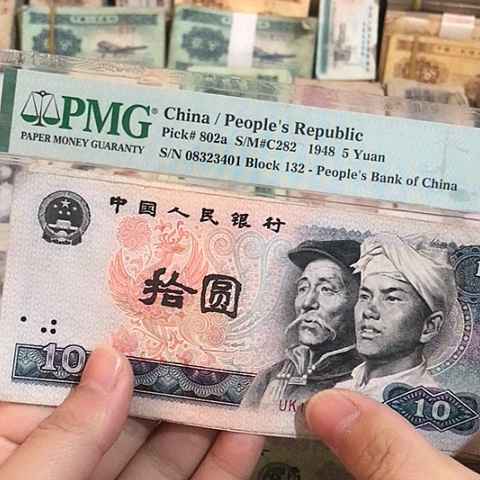 PMG®
PAPER MONEY GUARANTY
China / People's Republic
Pick# 802a S/M#C282 1948 5 Yuan
S/N 08323401 Block 132 - People's Bank of China
中国人民银行
拾圆
10
UK
10